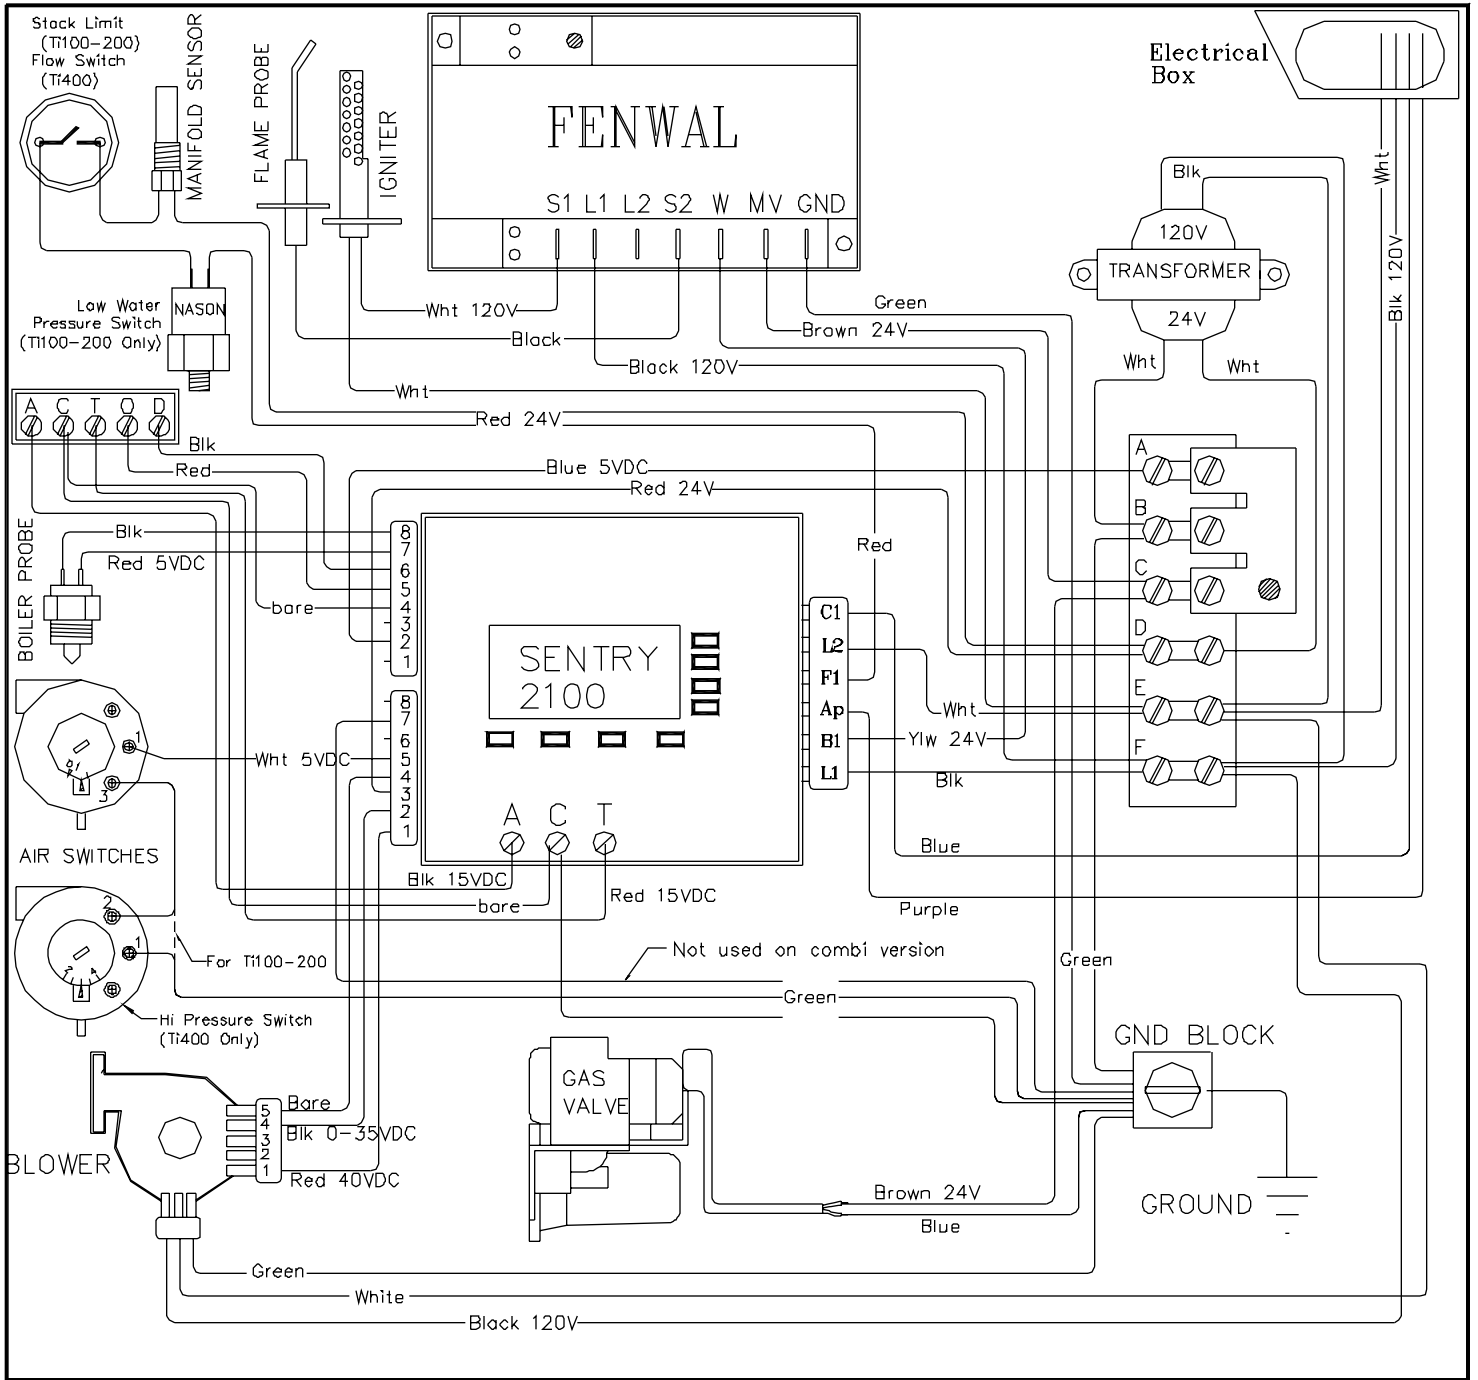 Stack Limit
(Ti100-200)
Flow Switch
(Ti400)
MANIFOLD SENSOR
FLAME PROBE
IGNITER
FENWAL
S1 L1 L2 S2 W MV GND
Electrical
Box
Wht
Blk 120V
Blk
120V
TRANSFORMER
24V
Wht
Wht
Low Water
Pressure Switch
(Ti100-200 Only)
NASON
Wht 120V
Black
Green
Brown 24V
Black 120V
Wht
Red 24V
A C T O D
Blk
Red
Blue 5VDC
Red 24V
Blk
Red 5VDC
bare
BOILER PROBE
8
7
6
5
4
3
2
1
8
7
6
5
4
3
2
1
SENTRY
2100
A C T
Red
C1
L2
F1
Ap
B1
L1
Wht
Ylw 24V
Blk
A
B
C
D
E
F
1
0 1
3
Wht 5VDC
AIR SWITCHES
Blk 15VDC
bare
Red 15VDC
Blue
Purple
2
1
2 4
For Ti100-200
Hi Pressure Switch
(Ti400 Only)
Not used on combi version
Green
Green
GND BLOCK
GAS
VALVE
BLOWER
5
4
3
2
1
Bare
Blk 0-35VDC
Red 40VDC
Brown 24V
Blue
GROUND
Green
White
Black 120V